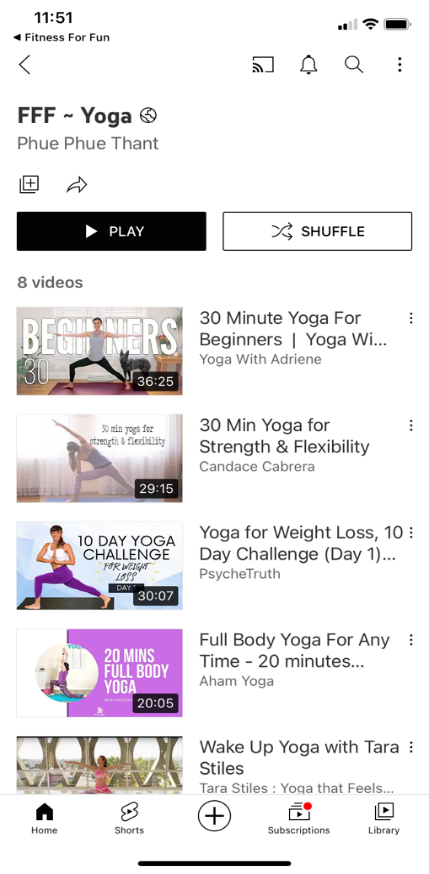 11:51
◀ Fitness For Fun
FFF ~ Yoga
Phue Phue Thant
PLAY
SHUFFLE
8 videos
BEGINNERS
30
36:25
30 Minute Yoga For
Beginners | Yoga Wi...
Yoga With Adriene
30 min yoga for
strength & flexibility
29:15
30 Min Yoga for
Strength & Flexibility
Candace Cabrera
10 DAY YOGA
CHALLENGE
FOR WEIGHT
LOSS
DAY 1
30:07
Yoga for Weight Loss, 10
Day Challenge (Day 1)...
PsycheTruth
20 MINS
FULL BODY
YOGA
20:05
Full Body Yoga For Any
Time - 20 minutes...
Aham Yoga
Wake Up Yoga with Tara
Stiles
Tara Stiles : Yoga that Feels...
Home
Shorts
Subscriptions
Library